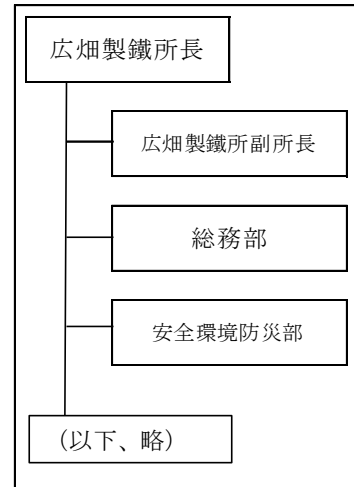 広畑製鐵所長
広畑製鐵所副所長
総務部
安全環境防災部
（以下、略）